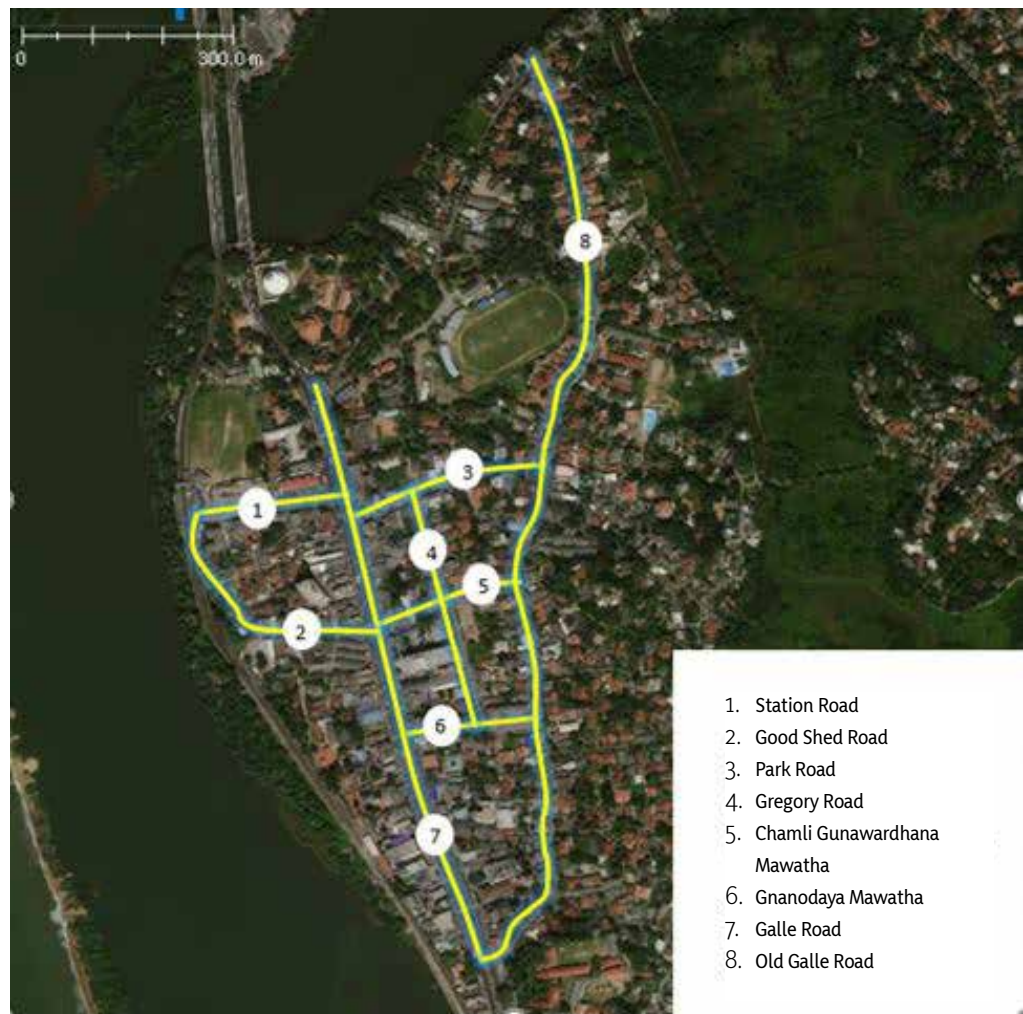 0
300.0 m
8
3
1
4
5
2
6
7
1. Station Road
2. Good Shed Road
3. Park Road
4. Gregory Road
5. Chamli Gunawardhana
Mawatha
6. Gnanodaya Mawatha
7. Galle Road
8. Old Galle Road